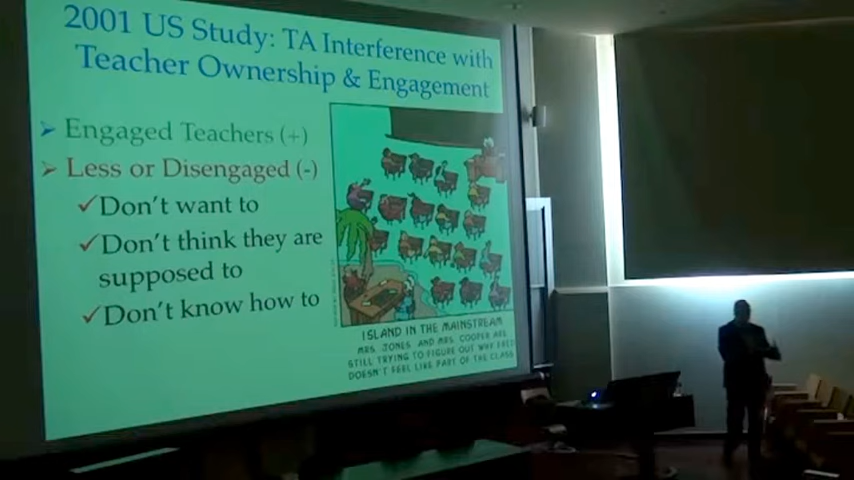 2001 US Study: TA Interference with
Teacher Ownership & Engagement
Engaged Teachers (+)
Less or Disengaged (-)
Don't want to
Don't think they are
supposed to
Don't know how to
ISLAND IN THE MAINSTREAM
MRS. JONES AND MRS. COOPER ARE
STILL TRYING TO FIGURE OUT WHY FRED
DOESN'T FEEL LIKE PART OF THE CLASS